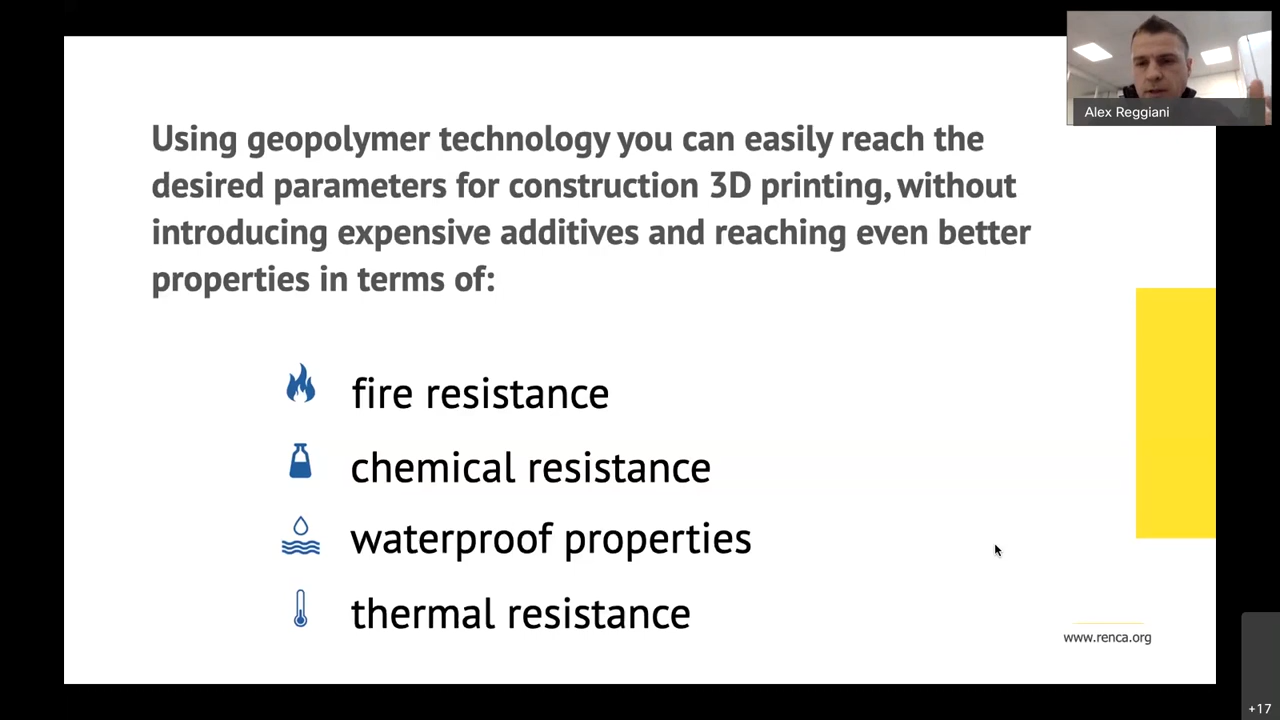 Alex Reggiani
Using geopolymer technology you can easily reach the
desired parameters for construction 3D printing, without
introducing expensive additives and reaching even better
properties in terms of:
fire resistance
chemical resistance
waterproof properties
thermal resistance
www.renca.org
+17